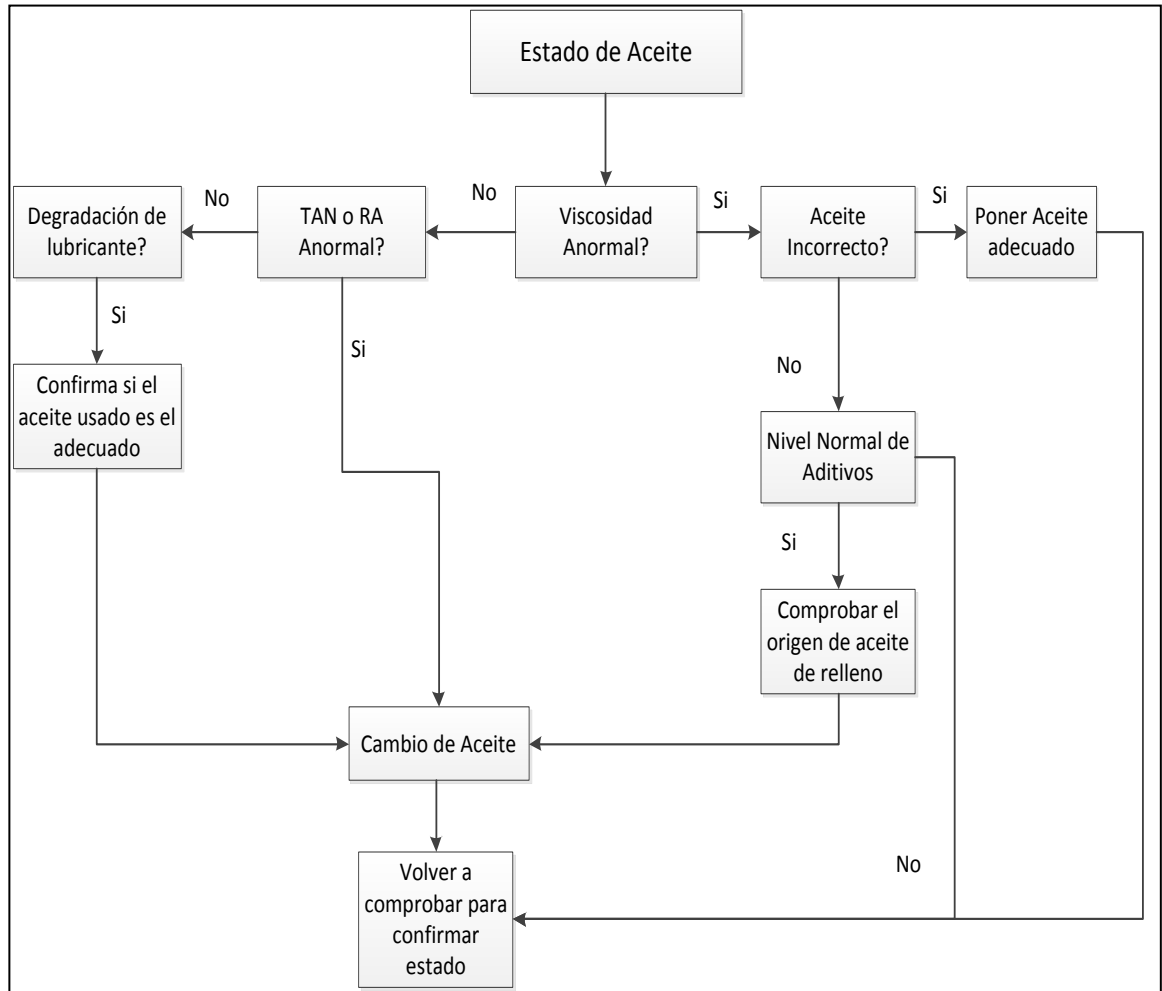 Estado de Aceite
No
No
Si
Si
Degradación de
lubricante?
TAN o RA
Anormal?
Viscosidad
Anormal?
Aceite
Incorrecto?
Poner Aceite
adecuado
Si
Si
No
Confirma si el
aceite usado es el
adecuado
Nivel Normal de
Aditivos
Si
Comprobar el
origen de aceite
de relleno
Cambio de Aceite
No
Volver a
comprobar para
confirmar
estado